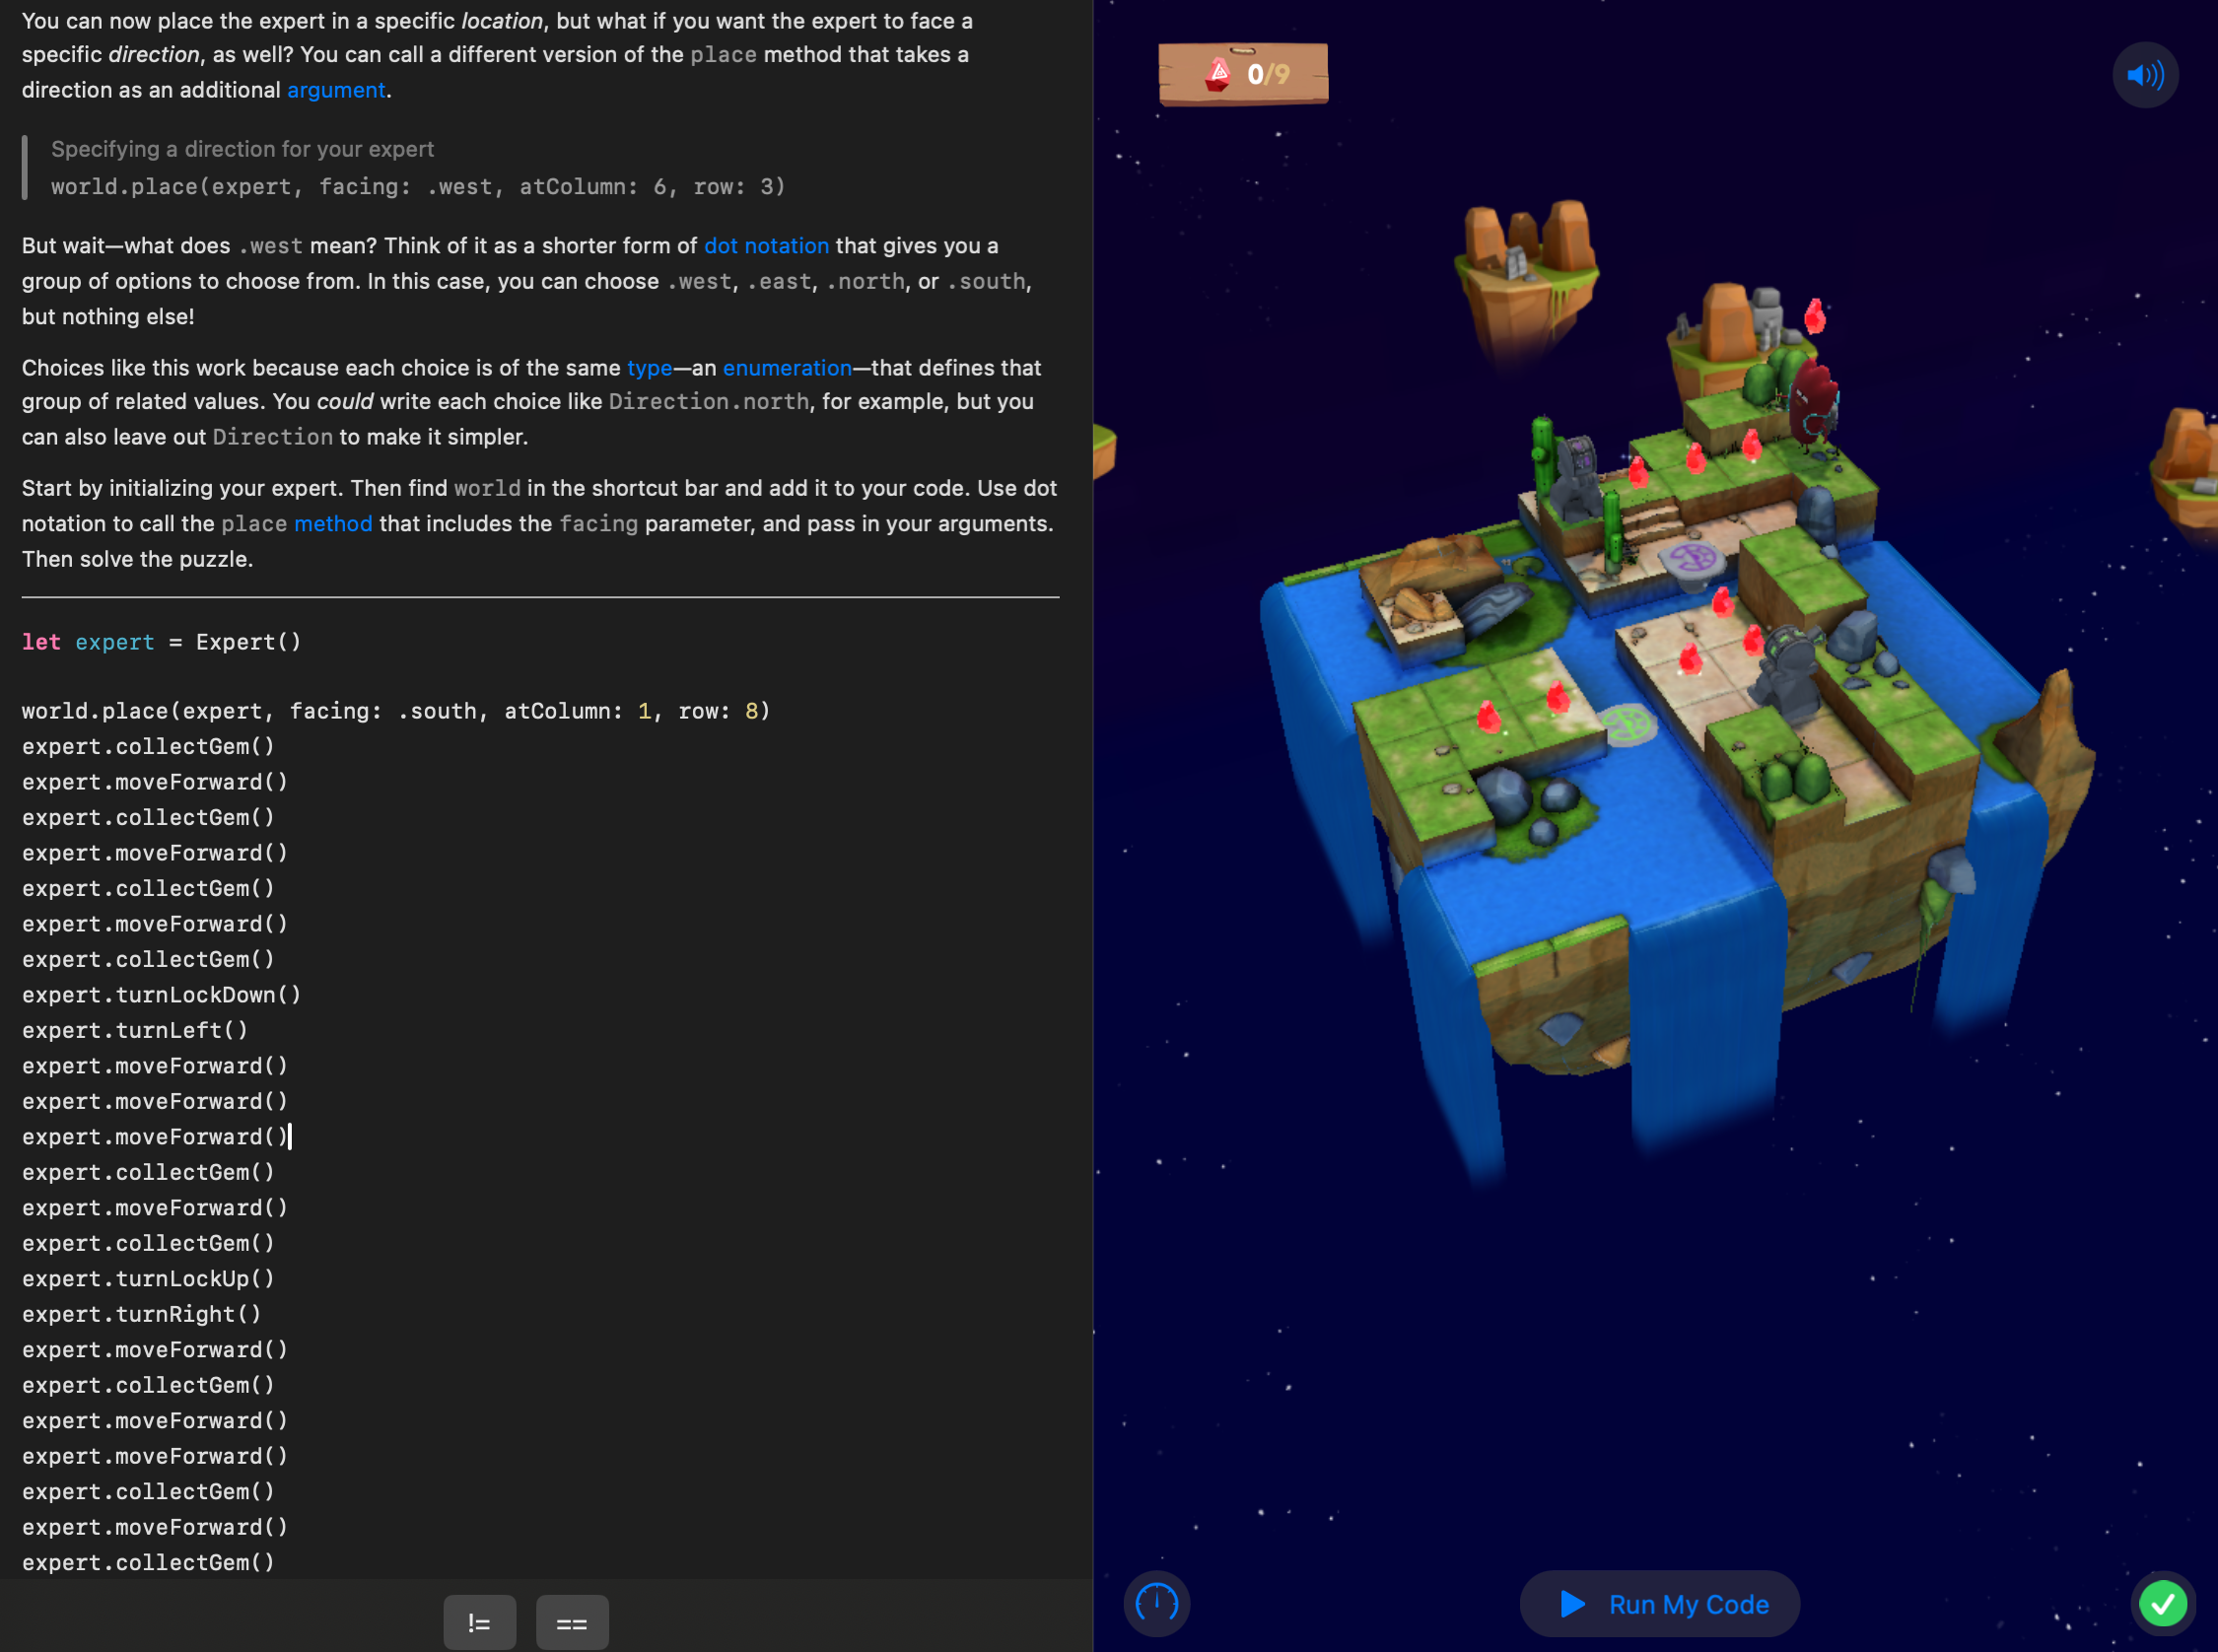 You can now place the expert in a specific location, but what if you want the expert to face a
specific direction, as well? You can call a different version of the place method that takes a
direction as an additional argument.
Specifying a direction for your expert
world.place(expert, facing: .west, atColumn: 6, row: 3)
But wait—what does .west mean? Think of it as a shorter form of dot notation that gives you a
group of options to choose from. In this case, you can choose .west, .east, .north, or .south,
but nothing else!
Choices like this work because each choice is of the same type—an enumeration—that defines that
group of related values. You could write each choice like Direction.north, for example, but you
can also leave out Direction to make it simpler.
Start by initializing your expert. Then find world in the shortcut bar and add it to your code. Use dot
notation to call the place method that includes the facing parameter, and pass in your arguments.
Then solve the puzzle.
let expert = Expert()
world.place(expert, facing: .south, atColumn: 1, row: 8)
expert.collectGem()
expert.moveForward()
expert.collectGem()
expert.moveForward()
expert.collectGem()
expert.moveForward()
expert.collectGem()
expert.turnLockDown()
expert.turnLeft()
expert.moveForward()
expert.moveForward()
expert.moveForward()
expert.collectGem()
expert.moveForward()
expert.collectGem()
expert.turnLockUp()
expert.turnRight()
expert.moveForward()
expert.collectGem()
expert.moveForward()
expert.moveForward()
expert.collectGem()
expert.moveForward()
expert.collectGem()
!= ==
0/9
Run My Code